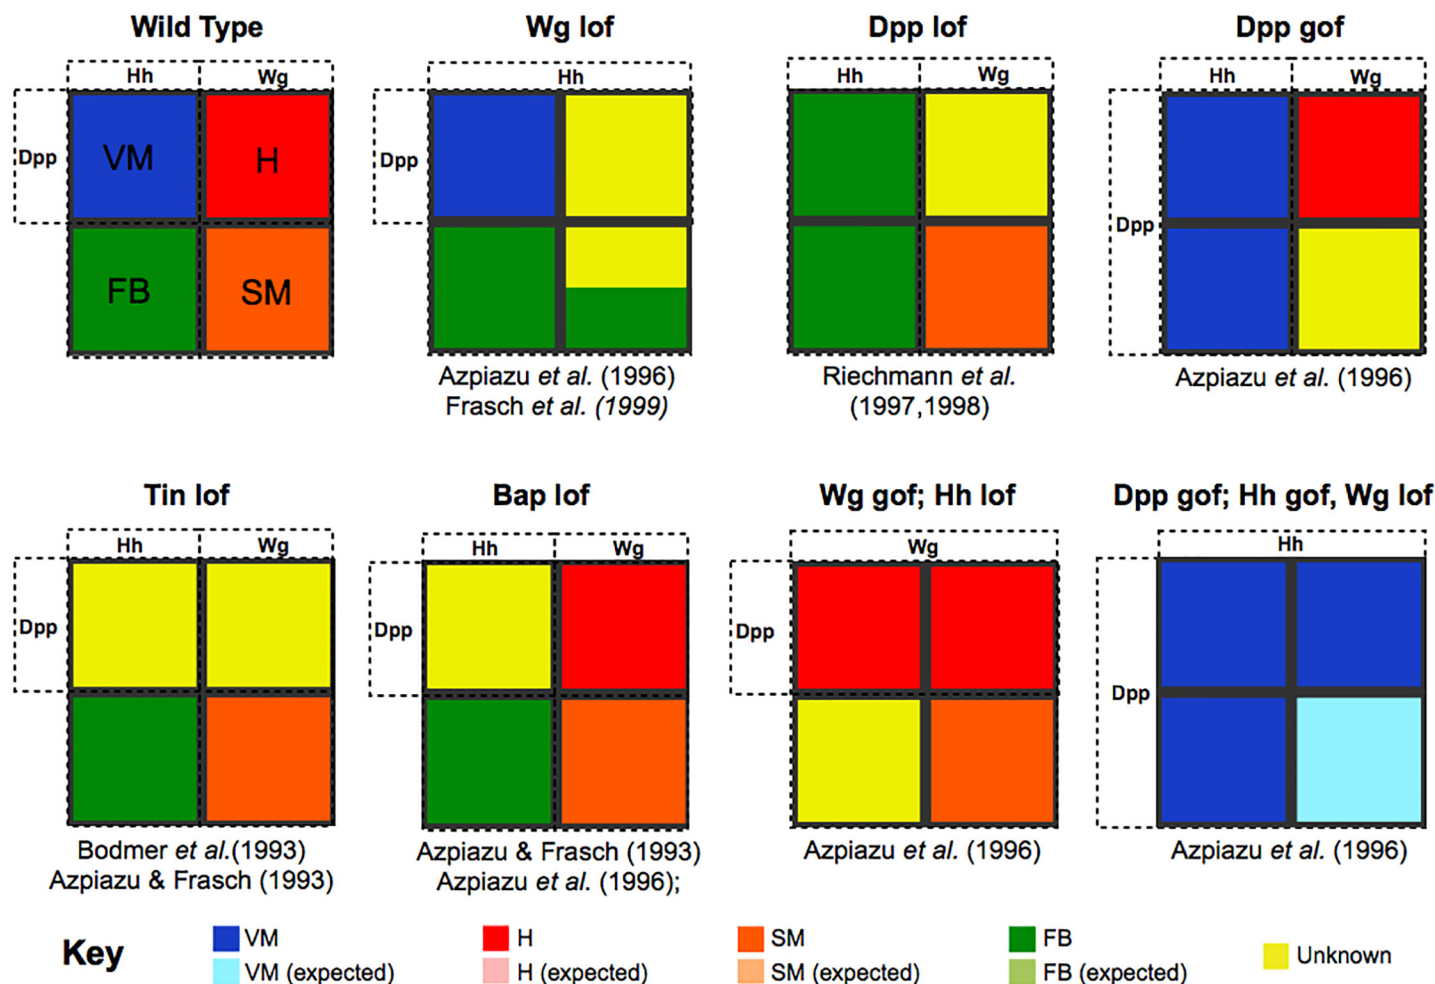 Wild Type
Wg lof
Dpp lof
Dpp gof
Hh
Wg
Hh
Hh
Wg
Hh
Wg
Dpp
VM
H
Dpp
Dpp
FB
SM
Azpiazu et al. (1996)
Frasch et al. (1999)
Riechmann et al.
(1997,1998)
Azpiazu et al. (1996)
Tin lof
Bap lof
Wg gof; Hh lof
Dpp gof; Hh gof, Wg lof
Hh
Wg
Hh
Wg
Wg
Hh
Dpp
Dpp
Dpp
Dpp
Bodmer et al.(1993)
Azpiazu & Frasch (1993)
Azpiazu & Frasch (1993)
Azpiazu et al. (1996);
Azpiazu et al. (1996)
Azpiazu et al. (1996)
Key
VM
H
SM
FB
Unknown
VM (expected)
H (expected)
SM (expected)
FB (expected)